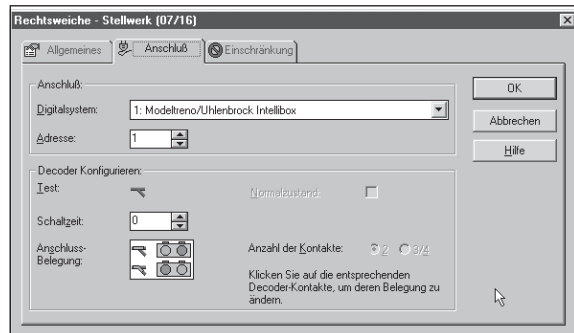 Rechtsweiche - Stellwerk (07/16)
Allgemeines
Anschluß
Einschränkung
Anschluß:
Digitalsystem:
1: Modeltreno/Uhlenbrock Intellibox
Adresse:
1
OK
Abbrechen
Hilfe
Decoder Konfigurieren:
Test:
Normalzustand:
Schaltzeit:
0
Anschluss-
Belegung:
Anzahl der Kontakte:
2
3/4
Klicken Sie auf die entsprechenden
Decoder-Kontakte, um deren Belegung zu
ändern.